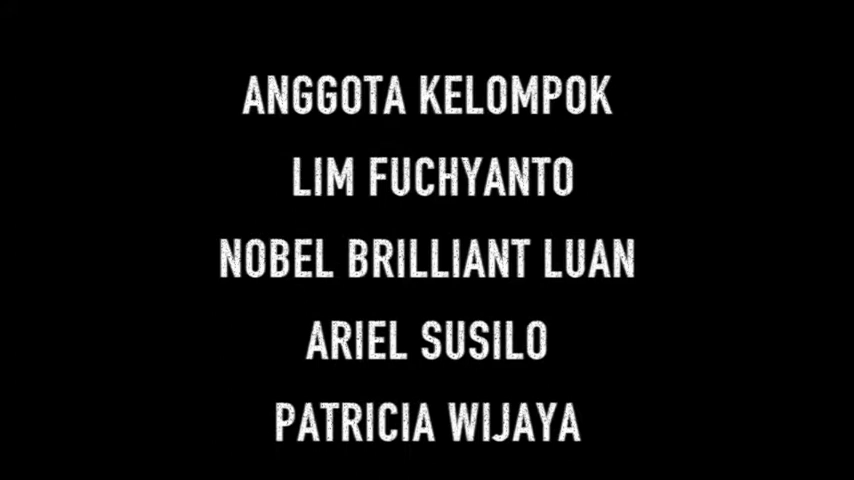 ANGGOTA KELOMPOK
LIM FUCHYANTO
NOBEL BRILLIANT LUAN
ARIEL SUSILO
PATRICIA WIJAYA